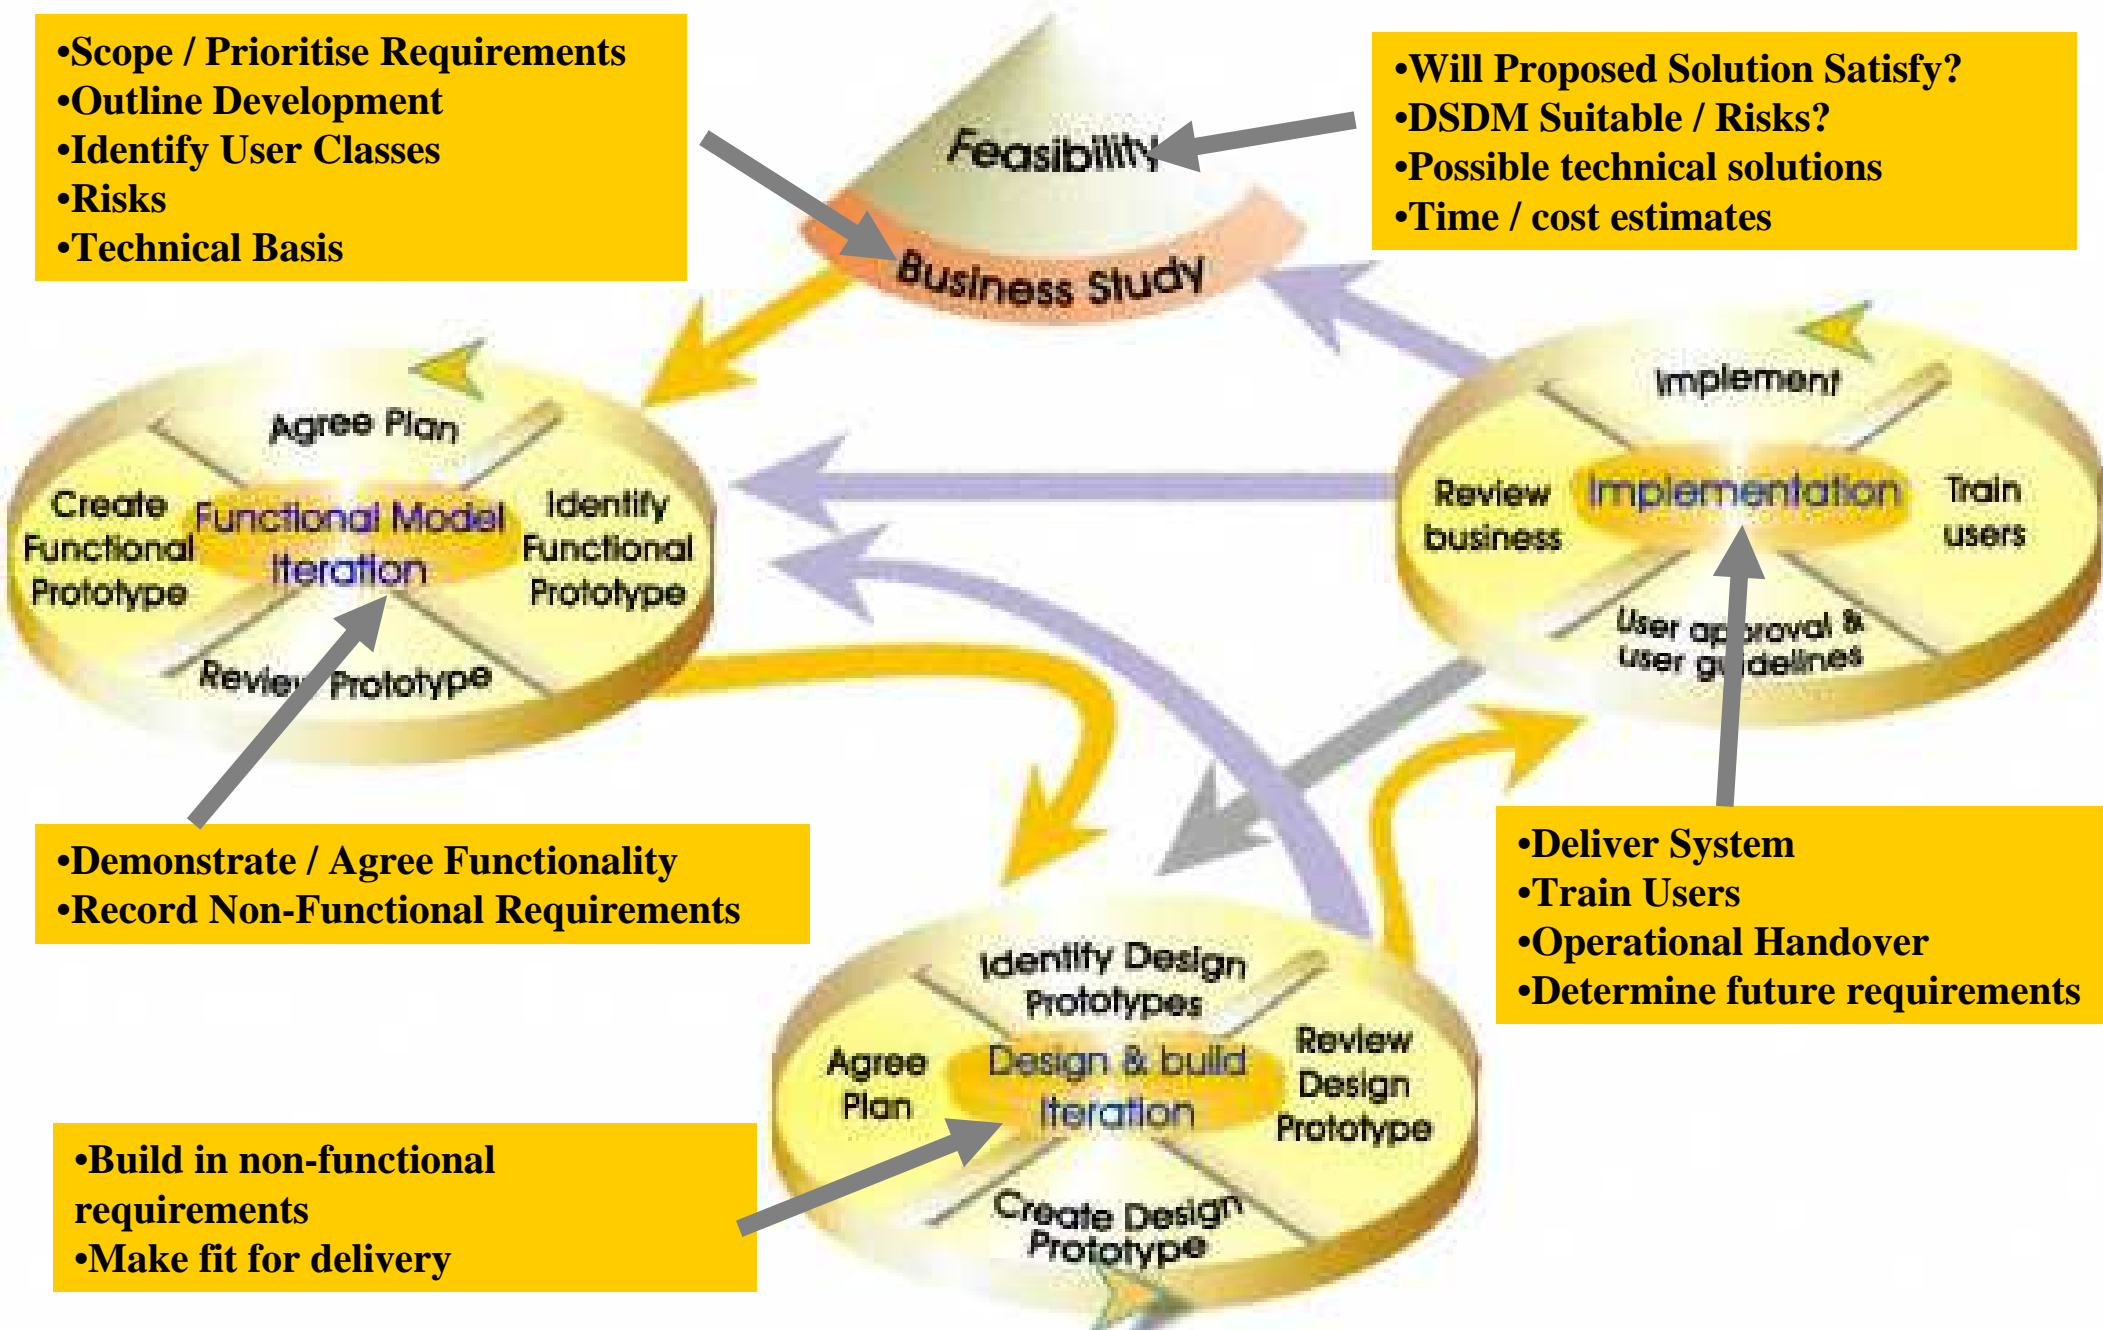 •Scope / Prioritise Requirements
•Outline Development
•Identify User Classes
•Risks
•Technical Basis
Feasibility
Business Study
•Will Proposed Solution Satisfy?
•DSDM Suitable / Risks?
•Possible technical solutions
•Time / cost estimates
Agree Plan
Create
Functional
Prototype
Functional Model
Iteration
Identify
Functional
Prototype
Review Prototype
Implement
Review
business
Implementation
Train
users
User approval &
user guidelines
•Demonstrate / Agree Functionality
•Record Non-Functional Requirements
•Deliver System
•Train Users
•Operational Handover
•Determine future requirements
Identify Design
Prototypes
Agree
Plan
Design & build
Iteration
Review
Design
Prototype
Create Design
Prototype
•Build in non-functional
requirements
•Make fit for delivery